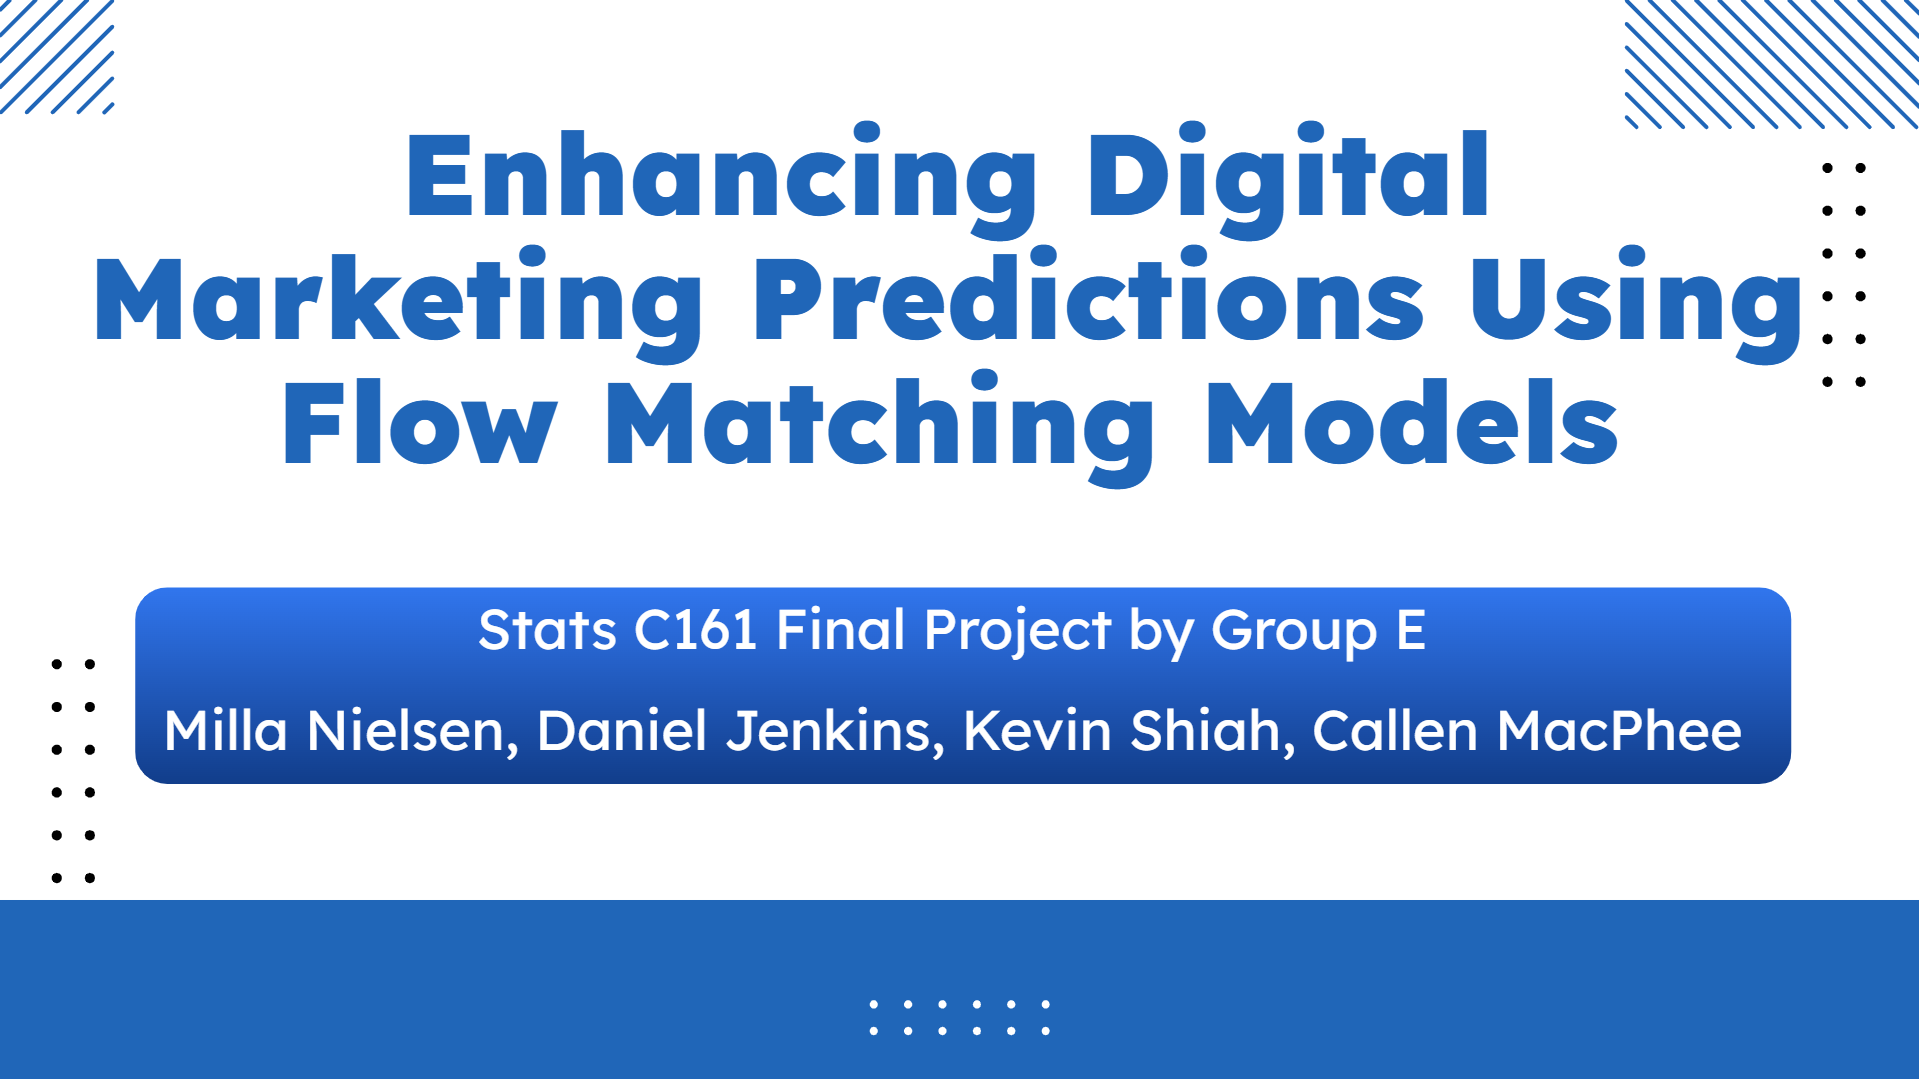 Enhancing Digital
Marketing Predictions Using
Flow Matching Models
Stats C161 Final Project by Group E
Milla Nielsen, Daniel Jenkins, Kevin Shiah, Callen MacPhee